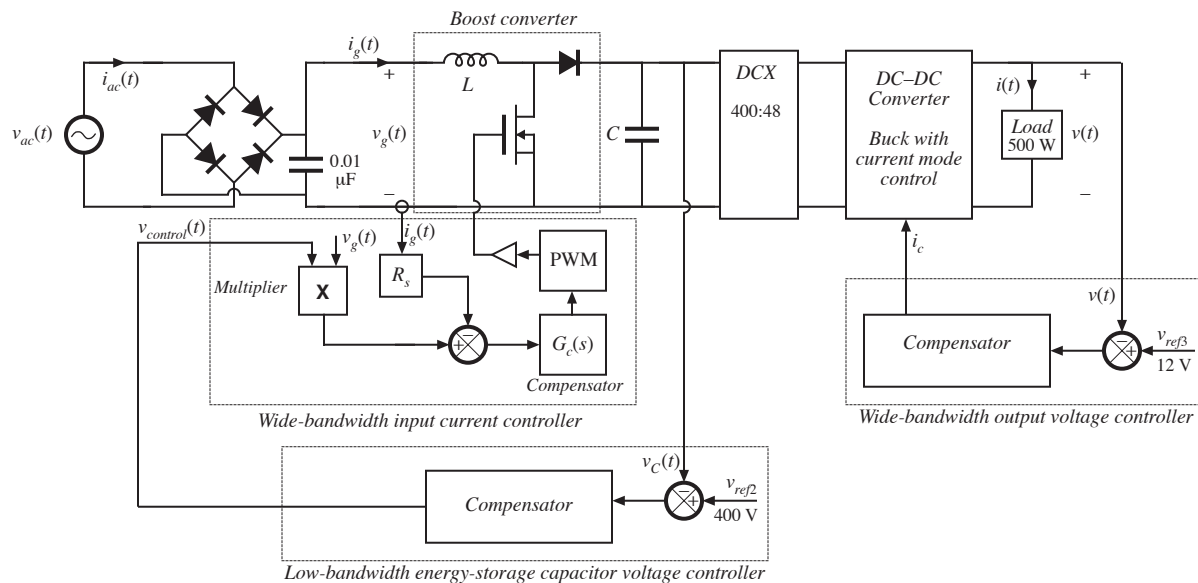 Boost converter
i_g(t)
i_ac(t)
+
L
DCX
400:48
DC–DC
Converter
Buck with
current mode
control
i(t)
+
v_ac(t)
v_g(t)
C
Load
500 W
v(t)
0.01
µF
–
–
v_control(t)
v_g(t)
i_g(t)
i_c
Multiplier
X
R_s
PWM
v(t)
–
+
G_c(s)
Compensator
–
+
v_ref3
12 V
Compensator
Wide-bandwidth input current controller
Wide-bandwidth output voltage controller
v_C(t)
Compensator
–
+
v_ref2
400 V
Low-bandwidth energy-storage capacitor voltage controller